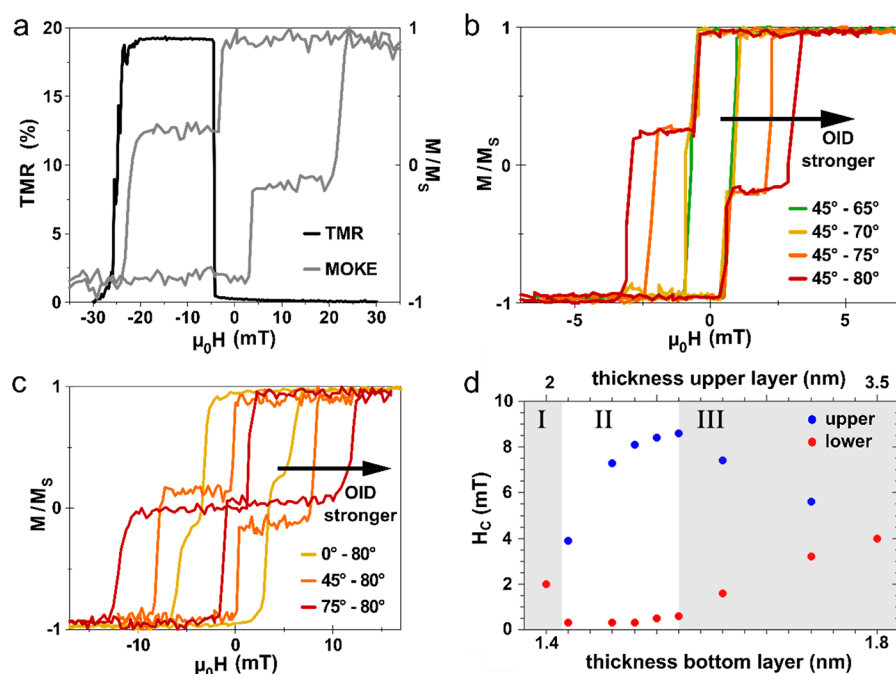 a
20
15
10
5
0
TMR (%)
1
0
-1
M/Ms
TMR
MOKE
-30 -20 -10 0 10 20 30
μ₀H (mT)
b
1
0
-1
M/Ms
OID
stronger
45° - 65°
45° - 70°
45° - 75°
45° - 80°
-5 0 5
μ₀H (mT)
c
1
0
-1
M/Ms
OID
stronger
0° - 80°
45° - 80°
75° - 80°
-10 0 10
μ₀H (mT)
d
thickness upper layer (nm)
2 3.5
10
8
6
4
2
0
Hc (mT)
I II III
upper
lower
1.4 1.8
thickness bottom layer (nm)